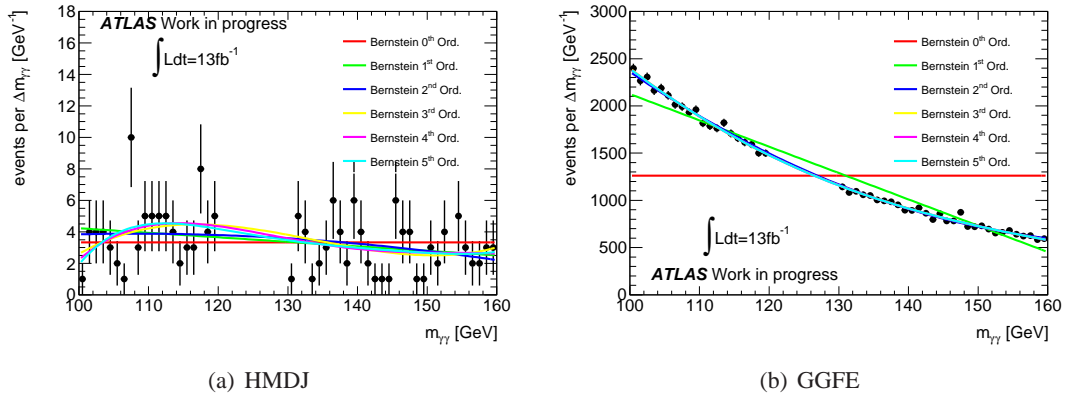 ATLAS Work in progress
∫Ldt=13fb⁻¹
Bernstein 0ᵗʰ Ord.
Bernstein 1ˢᵗ Ord.
Bernstein 2ⁿᵈ Ord.
Bernstein 3ʳᵈ Ord.
Bernstein 4ᵗʰ Ord.
Bernstein 5ᵗʰ Ord.
events per Δmγγ [GeV⁻¹]
18
16
14
12
10
8
6
4
2
0
100 110 120 130 140 150 160
mγγ [GeV]
(a) HMDJ
events per Δmγγ [GeV⁻¹]
3000
2500
2000
1500
1000
500
0
Bernstein 0ᵗʰ Ord.
Bernstein 1ˢᵗ Ord.
Bernstein 2ⁿᵈ Ord.
Bernstein 3ʳᵈ Ord.
Bernstein 4ᵗʰ Ord.
Bernstein 5ᵗʰ Ord.
∫Ldt=13fb⁻¹
ATLAS Work in progress
100 110 120 130 140 150 160
mγγ [GeV]
(b) GGFE